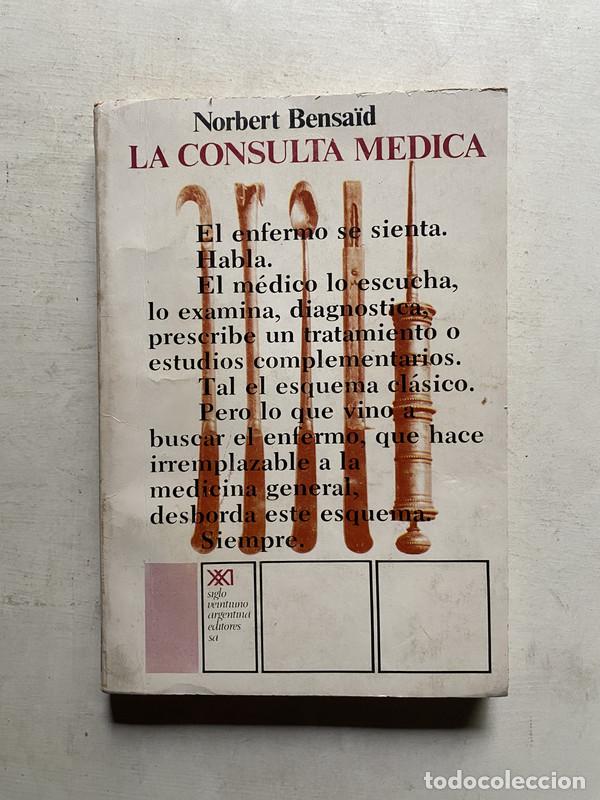 Norbert Bensaïd
LA CONSULTA MEDICA
El enfermo se sienta.
Habla.
El médico lo escucha,
lo examina, diagnostica,
prescribe un tratamiento o
estudios complementarios.
Tal el esquema clásico.
Pero lo que vino a
buscar el enfermo, que hace
irremplazable a la
medicina general,
desborda este esquema.
Siempre.
XXI
siglo
veintiuno
argentina
editores
sa
todocoleccion